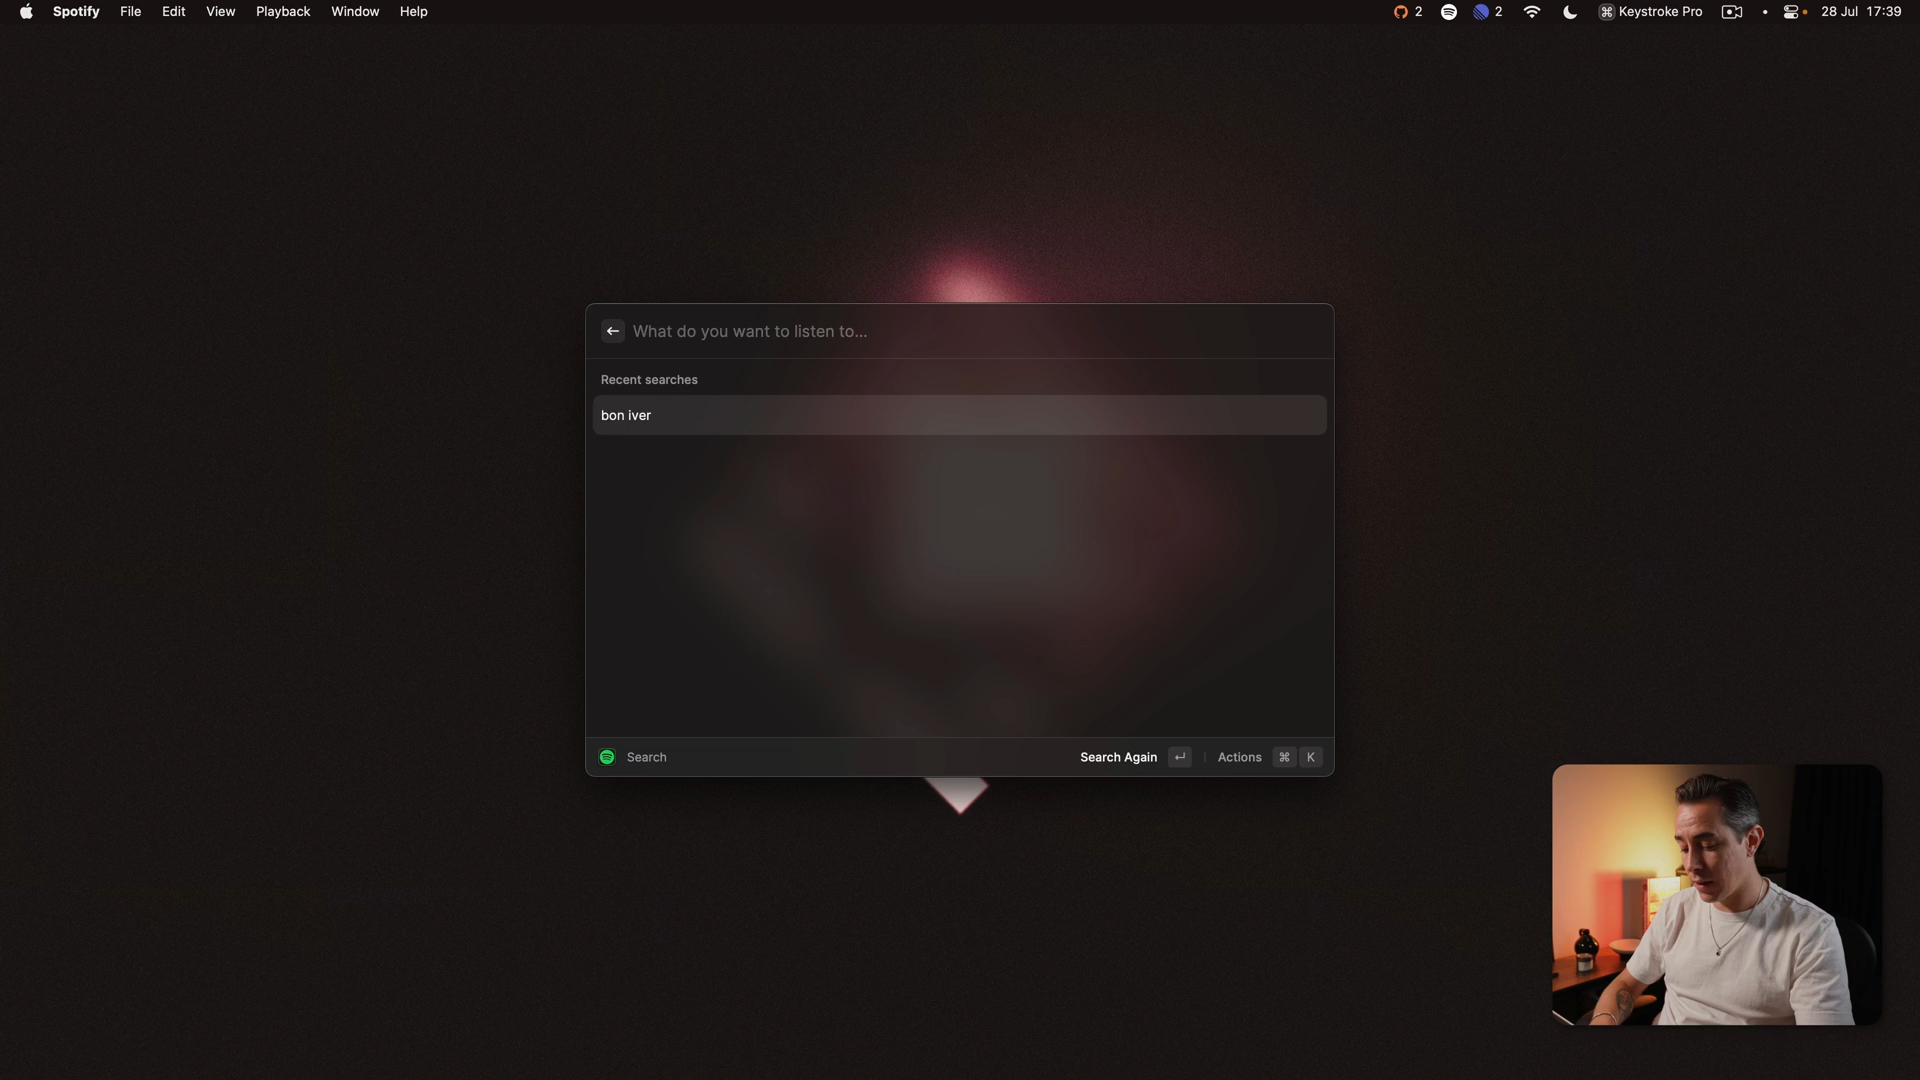 Spotify File Edit View Playback Window Help 2 2 ⌘ Keystroke Pro 28 Jul 17:39
What do you want to listen to...
Recent searches
bon iver
Search Search Again ↵ Actions ⌘ K